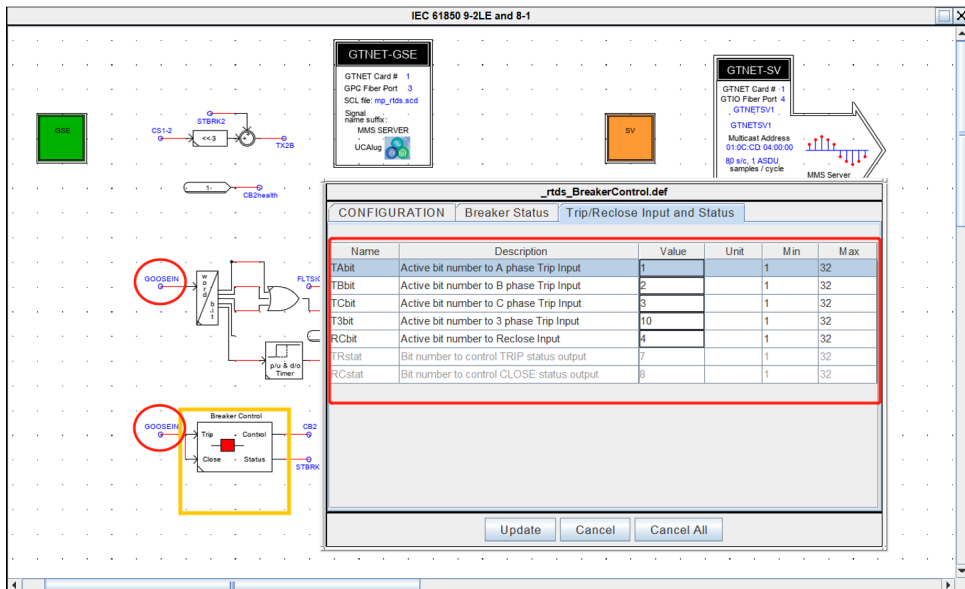 IEC 61850 9-2LE and 8-1
GTNET-GSE
GTNET Card # 1
GPC Fiber Port 3
SCL file: mp_rtds.scd
Signal
name suffix:
MMS SERVER
UCAIug
GTNET-SV
GTNET Card # 1
GTIO Fiber Port 4
GTNETSV1
GTNETSV1
Multicast Address
01:0C:CD 04:00:00
80 s/c, 1 ASDU
samples / cycle
MMS Server
GSE
STBRK2
CS1-2
<<-3
+
TX2B
SV
1
CB2health
GOOSEIN
word
bit
FLTSIG
p/u & d/o
Timer
Breaker Control
GOOSEIN
Trip
Control
CB2
Close
Status
STBRK
_rtds_BreakerControl.def
CONFIGURATION Breaker Status Trip/Reclose Input and Status
Name Description Value Unit Min Max
TAbit Active bit number to A phase Trip Input 1 1 32
TBbit Active bit number to B phase Trip Input 2 1 32
TCbit Active bit number to C phase Trip Input 3 1 32
T3bit Active bit number to 3 phase Trip Input 10 1 32
RCbit Active bit number to Reclose Input 4 1 32
TRstat Bit number to control TRIP status output 7 1 32
RCstat Bit number to control CLOSE status output 8 1 32
Update Cancel Cancel All